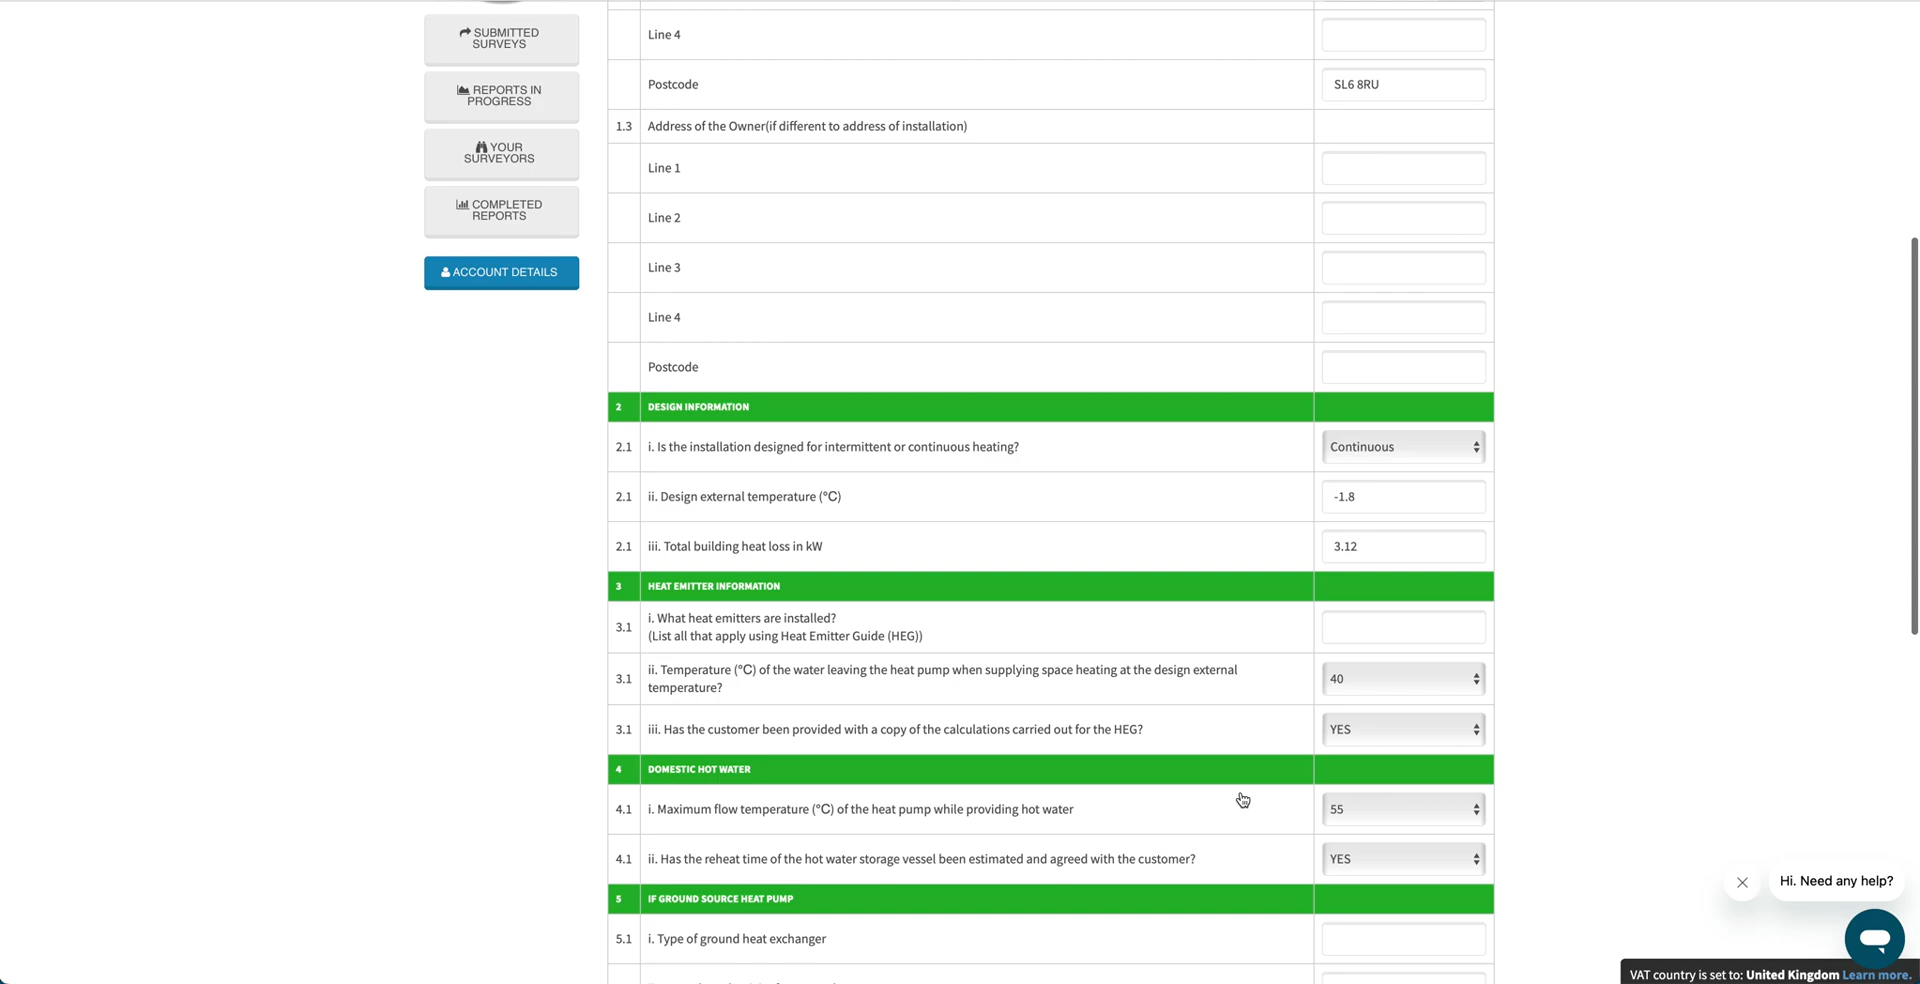 SUBMITTED
SURVEYS
REPORTS IN
PROGRESS
YOUR
SURVEYORS
COMPLETED
REPORTS
ACCOUNT DETAILS
Line 4
Postcode SL6 8RU
1.3 Address of the Owner(if different to address of installation)
Line 1
Line 2
Line 3
Line 4
Postcode
2 DESIGN INFORMATION
2.1 i. Is the installation designed for intermittent or continuous heating? Continuous
2.1 ii. Design external temperature (°C) -1.8
2.1 iii. Total building heat loss in kW 3.12
3 HEAT EMITTER INFORMATION
3.1 i. What heat emitters are installed?
(List all that apply using Heat Emitter Guide (HEG))
3.1 ii. Temperature (°C) of the water leaving the heat pump when supplying space heating at the design external
temperature? 40
3.1 iii. Has the customer been provided with a copy of the calculations carried out for the HEG? YES
4 DOMESTIC HOT WATER
4.1 i. Maximum flow temperature (°C) of the heat pump while providing hot water 55
4.1 ii. Has the reheat time of the hot water storage vessel been estimated and agreed with the customer? YES
5 IF GROUND SOURCE HEAT PUMP
5.1 i. Type of ground heat exchanger
Hi. Need any help?
VAT country is set to: United Kingdom Learn more.